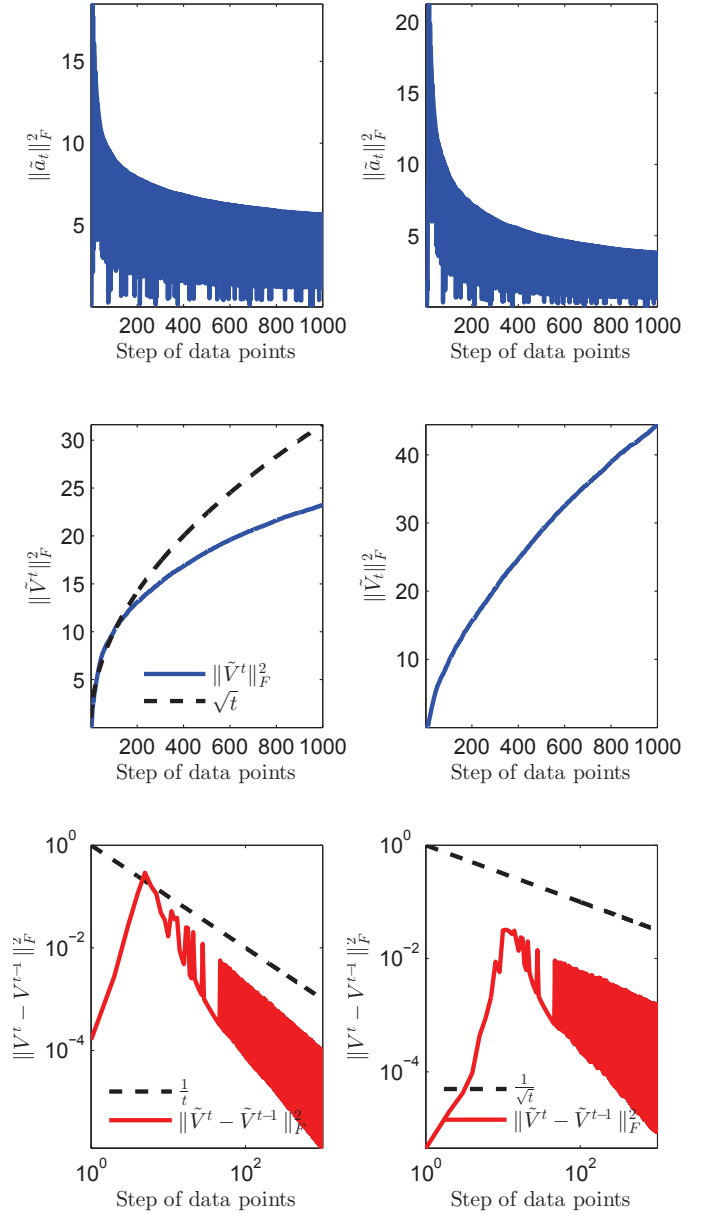 15
10
5
‖ã_t‖²_F
200 400 600 800 1000
Step of data points
20
15
10
5
‖ã_t‖²_F
200 400 600 800 1000
Step of data points
30
25
20
15
10
5
‖Ṽ^t‖²_F
‖Ṽ^t‖²_F
√t
200 400 600 800 1000
Step of data points
40
30
20
10
‖Ṽ_t‖²_F
200 400 600 800 1000
Step of data points
10^0
10^-2
10^-4
‖V^t − V^{t−1}‖²_F
1/t
‖Ṽ^t − Ṽ^{t−1}‖²_F
10^0 10^2
Step of data points
10^0
10^-2
10^-4
‖V^t − V^{t−1}‖²_F
1/√t
‖Ṽ^t − Ṽ^{t−1}‖²_F
10^0 10^2
Step of data points